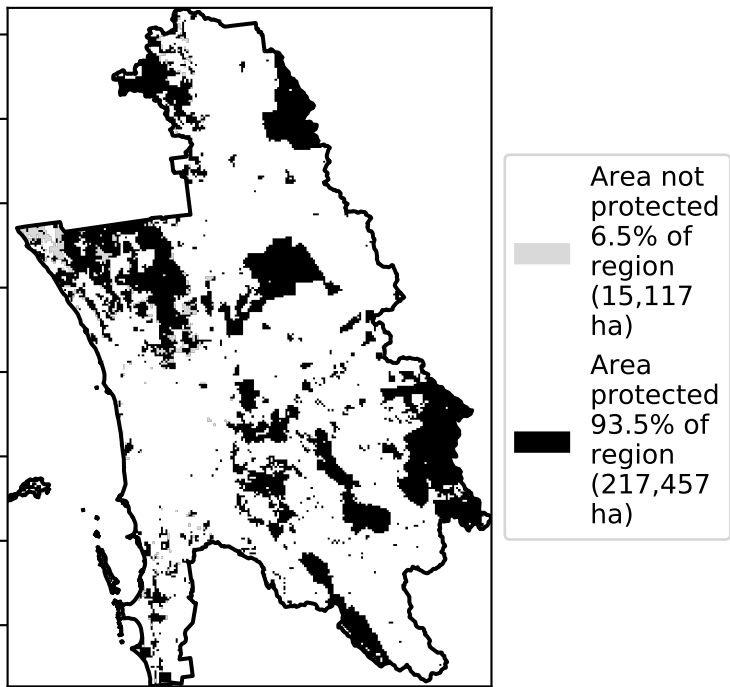 Area not
protected
6.5% of
region
(15,117
ha)
Area
protected
93.5% of
region
(217,457
ha)